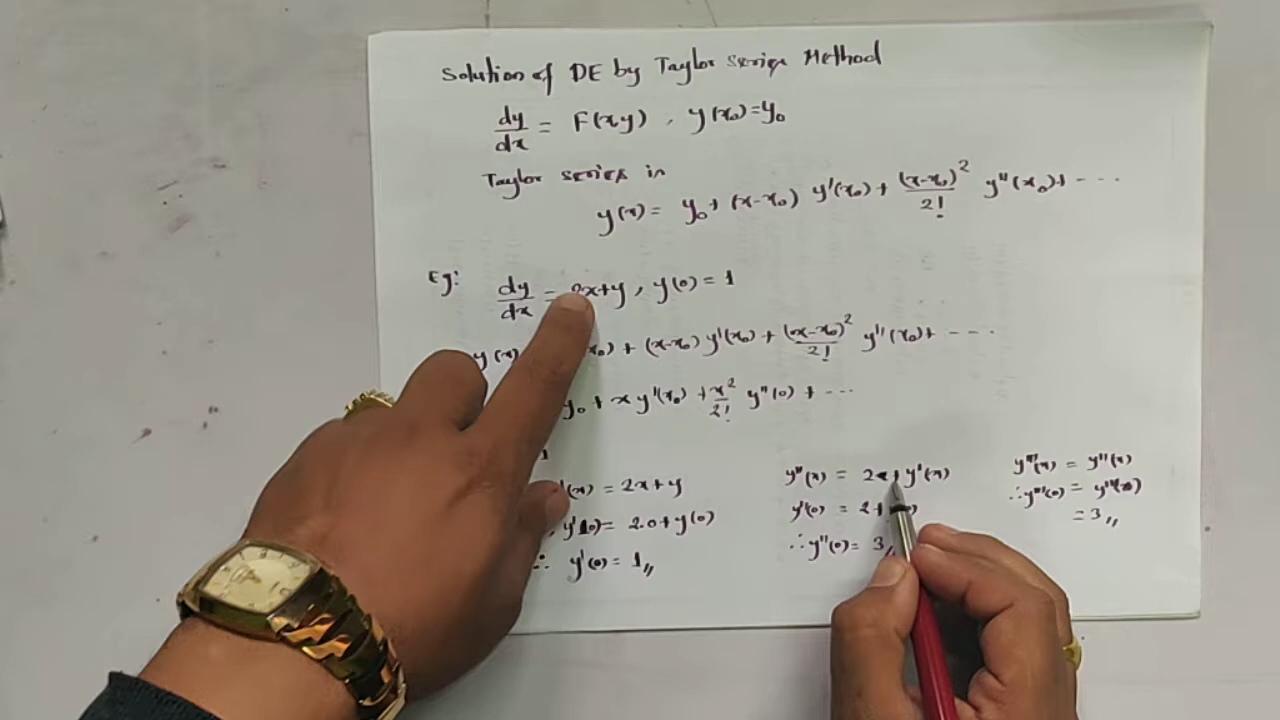 Solution of DE by Taylor Series Method
dy/dx = F(x,y), y(x₀)=y₀
Taylor series is
y(x) = y₀+(x-x₀) y'(x₀)+ (x-x₀)²/2! y''(x₀)+ ---
Eg: dy/dx = 2x+y, y(0)=1
y(x) x₀) + (x-x₀) y'(x₀) + (x-x₀)²/2! y''(x₀)+ ----
y₀ + x y'(x₀) + x²/2! y''(0) + ---
(x) = 2x+y
y'(0) = 2.0+y(0)
∴ y'(0) = 1,,
y''(x) = 2+y'(x)
y'(0) = 2+ 0)
∴ y''(0) = 3,,
y'''(x) = y''(x)
∴ y'''(0) = y''(0)
= 3,,